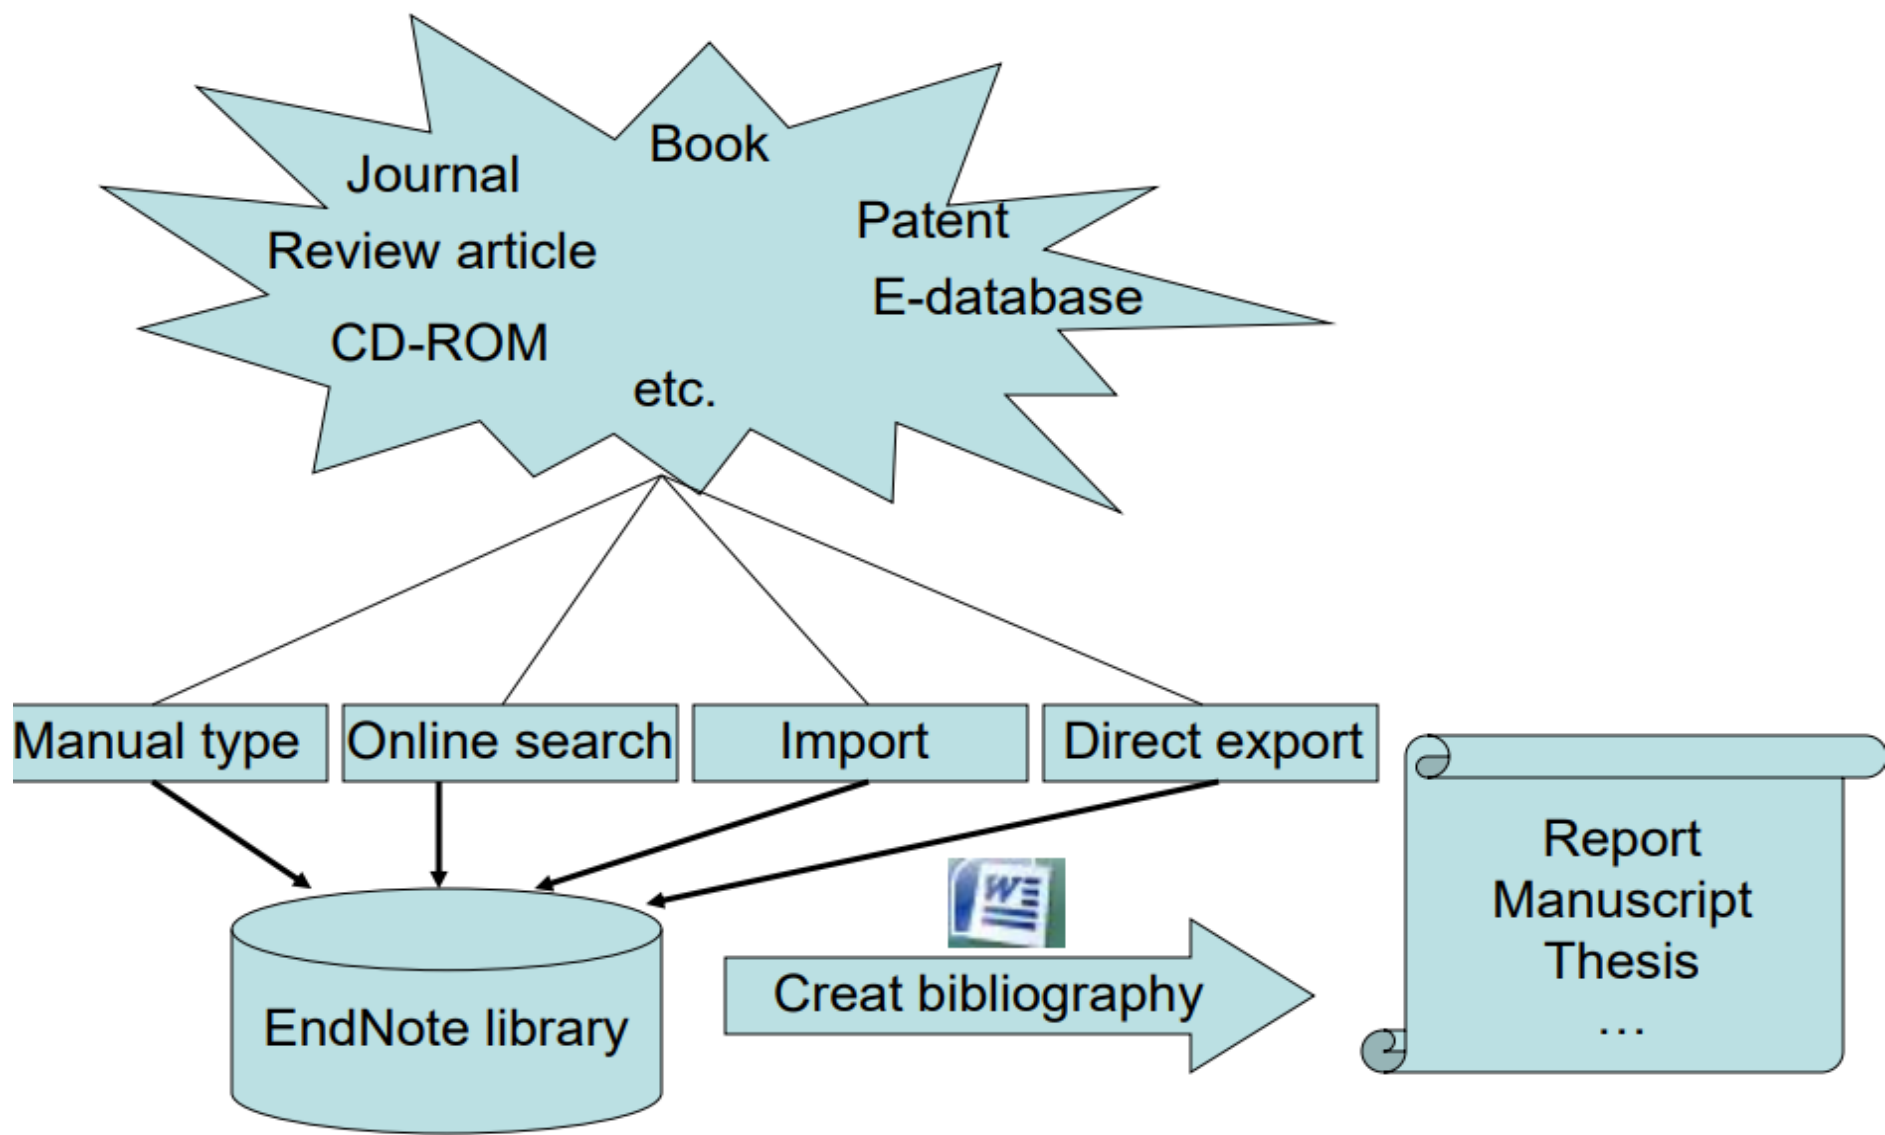 Book
Journal
Patent
Review article
E-database
CD-ROM
etc.
Manual type
Online search
Import
Direct export
Report
Manuscript
Thesis
...
W
Creat bibliography
EndNote library